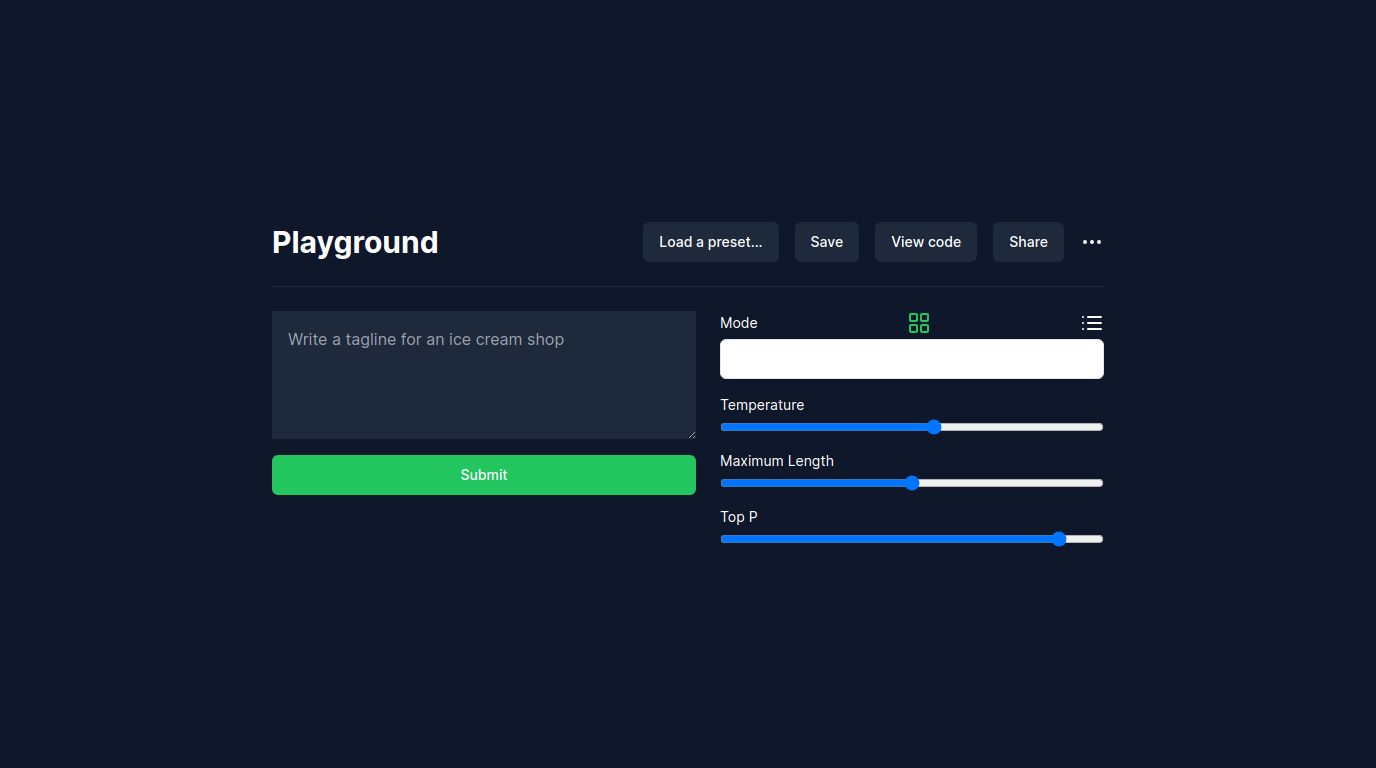 Playground
Load a preset...
Save
View code
Share
Write a tagline for an ice cream shop
Submit
Mode
Temperature
Maximum Length
Top P